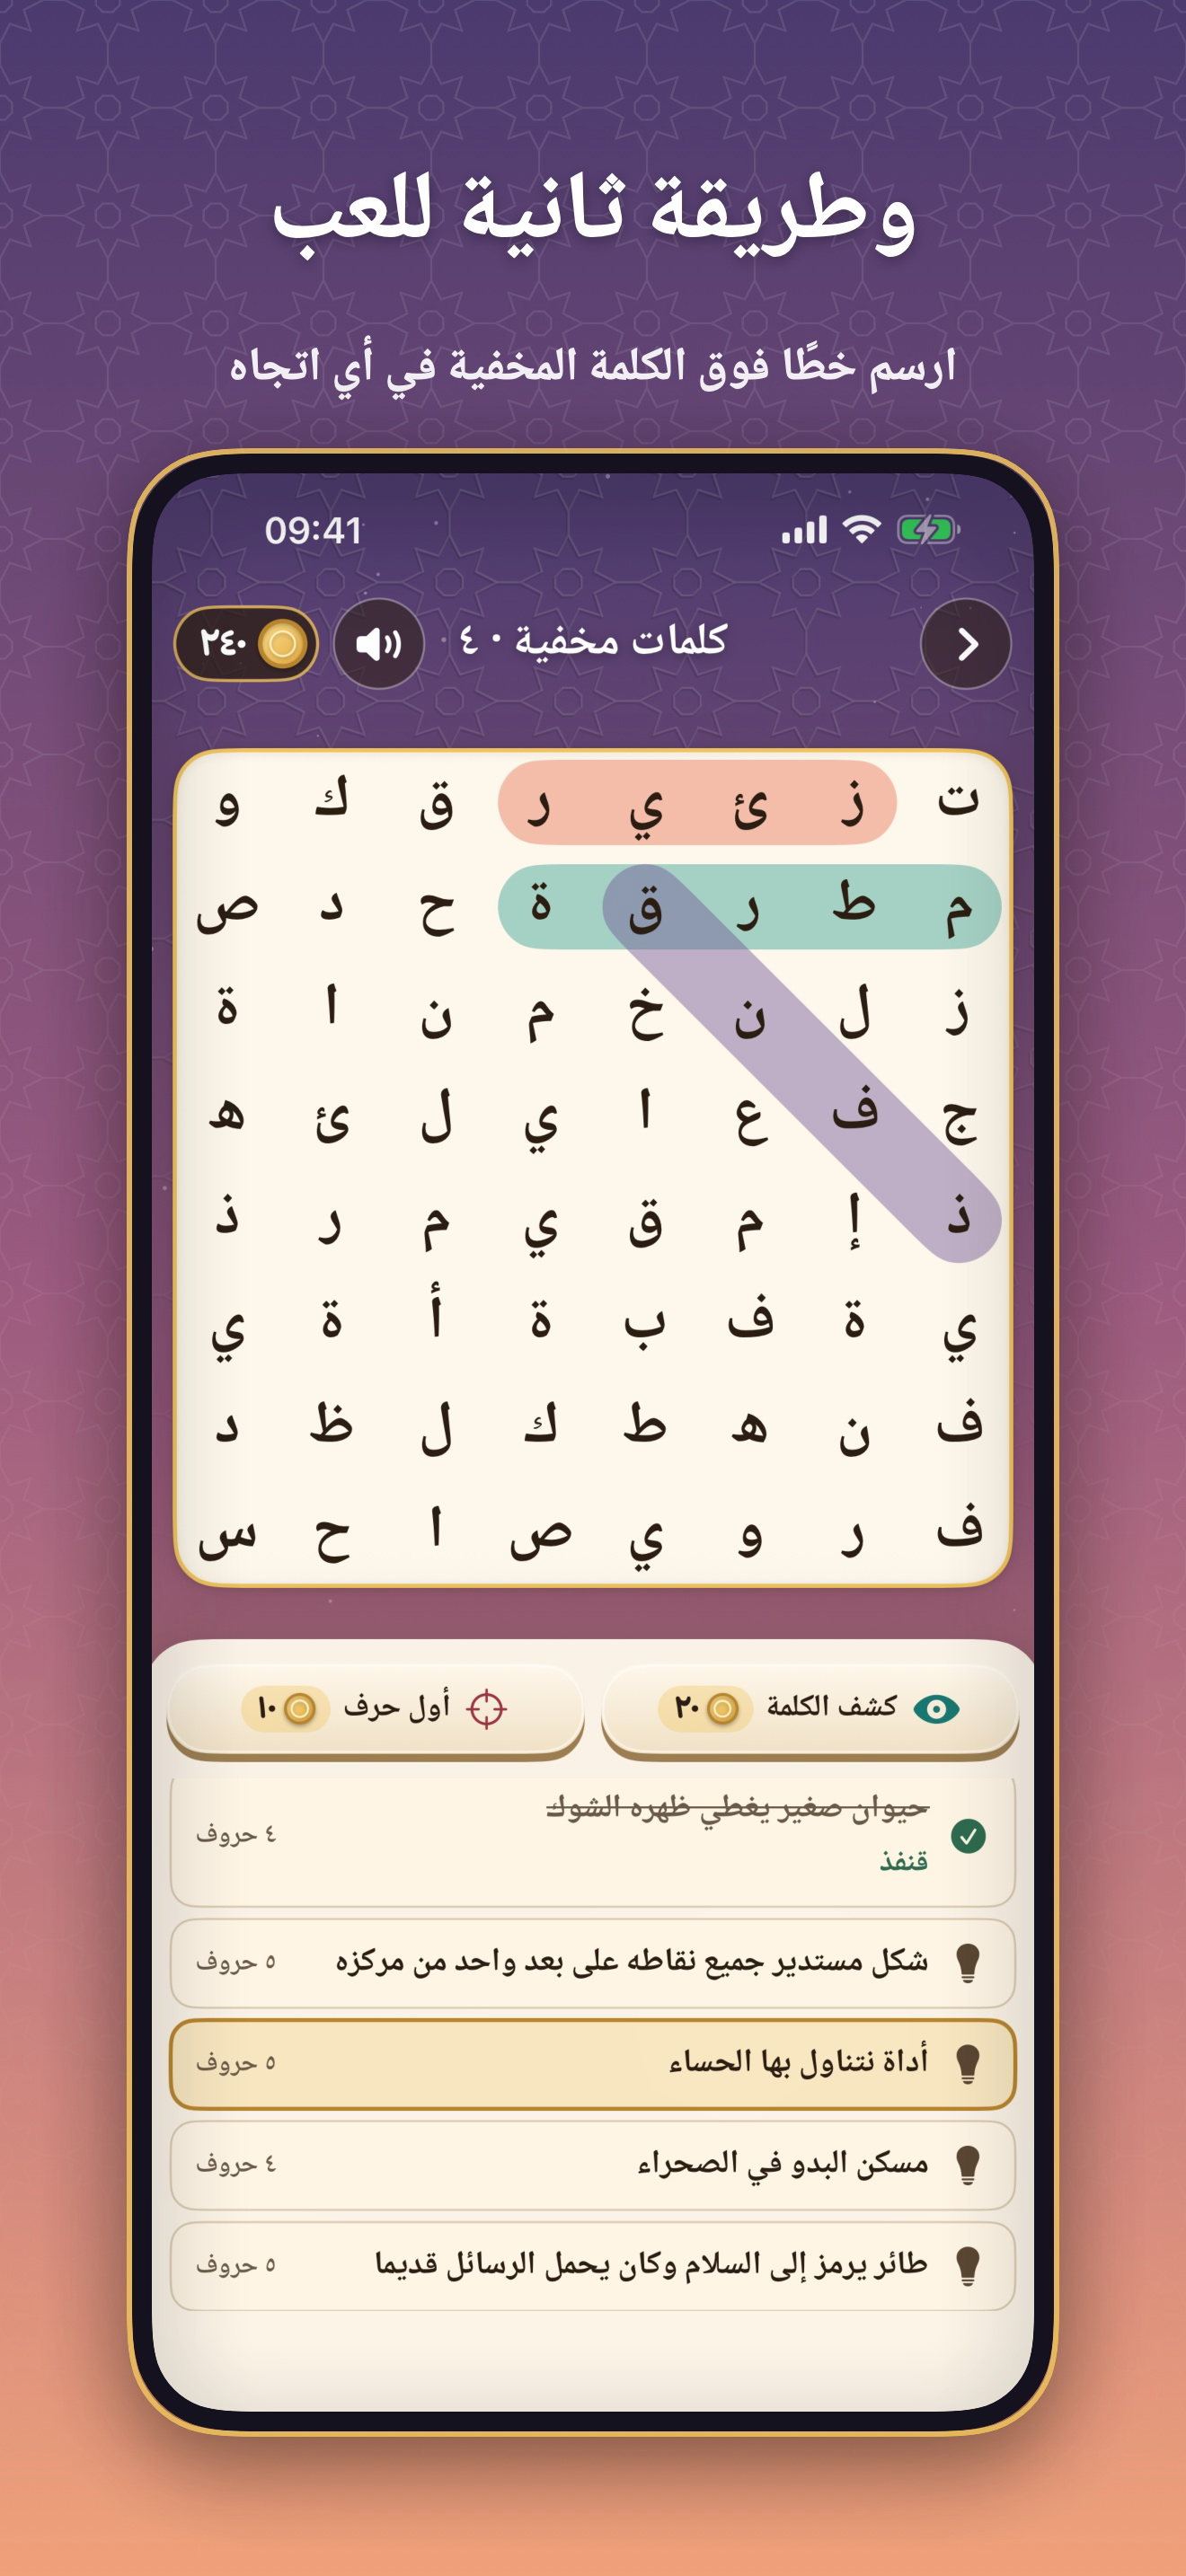 وطريقة ثانية للعب
ارسم خطًا فوق الكلمة المخفية في أي اتجاه
09:41
كلمات مخفية · ٤
٢٤٠
ت ز ئ ي ر ق ك و
م ط ر ق ة ح د ص
ز ل ن خ م ن ا ة
ج ف ع ا ي ل ئ ه
ذ إ م ق ي م ر ذ
ي ة ف ب ة أ ة ي
ف ن ه ط ك ل ظ د
ف ر و ي ص ا ح س
كشف الكلمة ٢٠
أول حرف ١٠
حيوان صغير يغطي ظهره الشوك
قنفذ
٤ حروف
شكل مستدير جميع نقاطه على بعد واحد من مركزه ٥ حروف
أداة نتناول بها الحساء ٥ حروف
مسكن البدو في الصحراء ٤ حروف
طائر يرمز إلى السلام وكان يحمل الرسائل قديما ٥ حروف